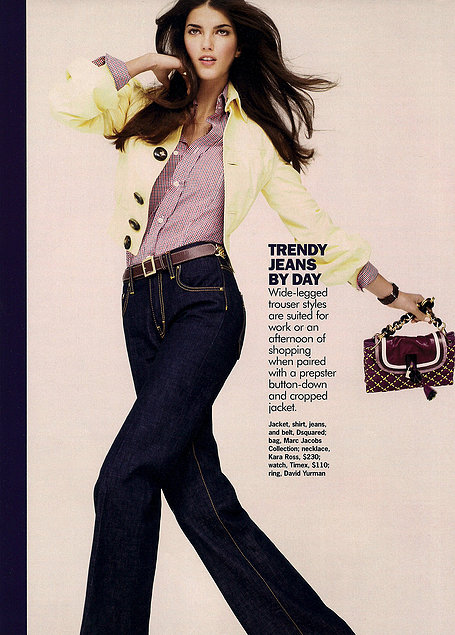 TRENDY
JEANS
BY DAY
Wide-legged
trouser styles
are suited for
work or an
afternoon of
shopping
when paired
with a prepster
button-down
and cropped
jacket.
Jacket, shirt, jeans,
and belt, Dsquared;
bag, Marc Jacobs
Collection; necklace,
Kara Ross, $230;
watch, Timex, $110;
ring, David Yurman